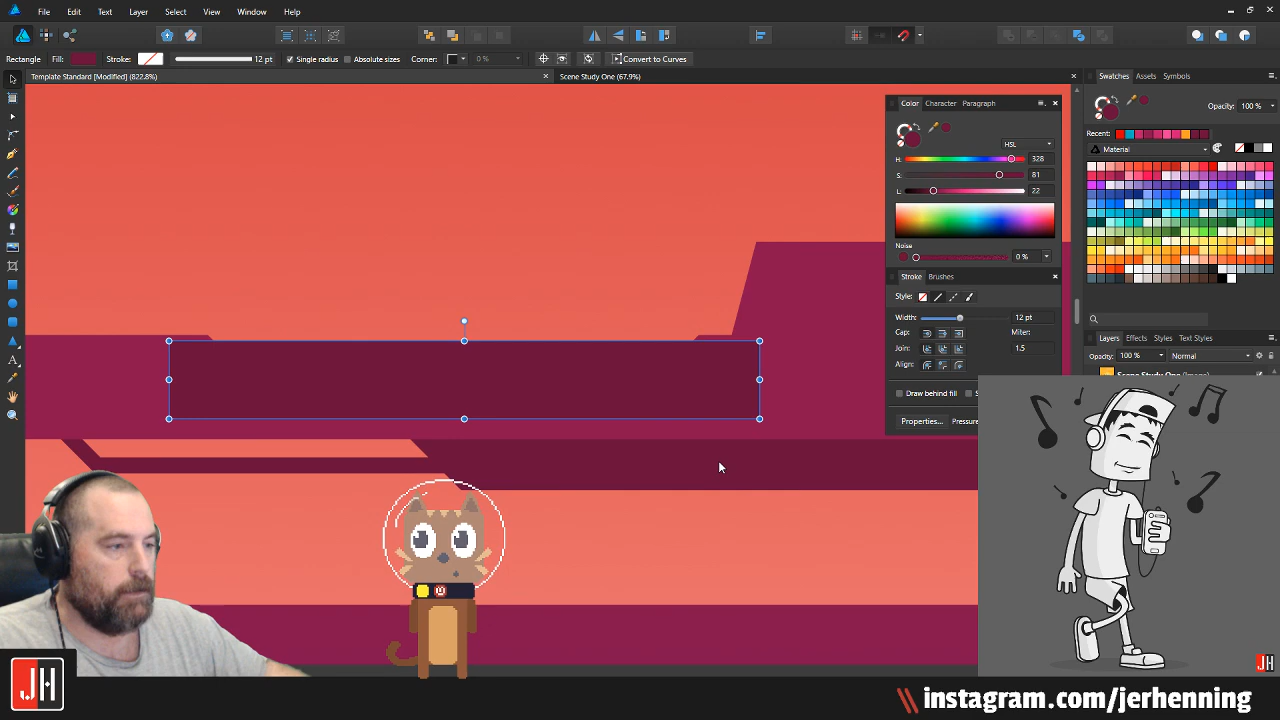 File Edit Text Layer Select View Window Help
Rectangle Fill: Stroke: 12 pt Single radius Absolute sizes Corner: 0 % Convert to Curves
Template Standard [Modified] (822.8%) Scene Study One (67.9%)
Swatches Assets Symbols
Opacity: 100 %
Recent:
Material
Color Character Paragraph
HSL
H: 328
S: 81
L: 22
Noise
0 %
Stroke Brushes
Style:
Width: 12 pt
Cap: Miter:
Join: 1.5
Align:
Draw behind fill
Properties... Pressure
Layers Effects Styles Text Styles
Opacity: 100 % Normal
JH
JH
instagram.com/jerhenning